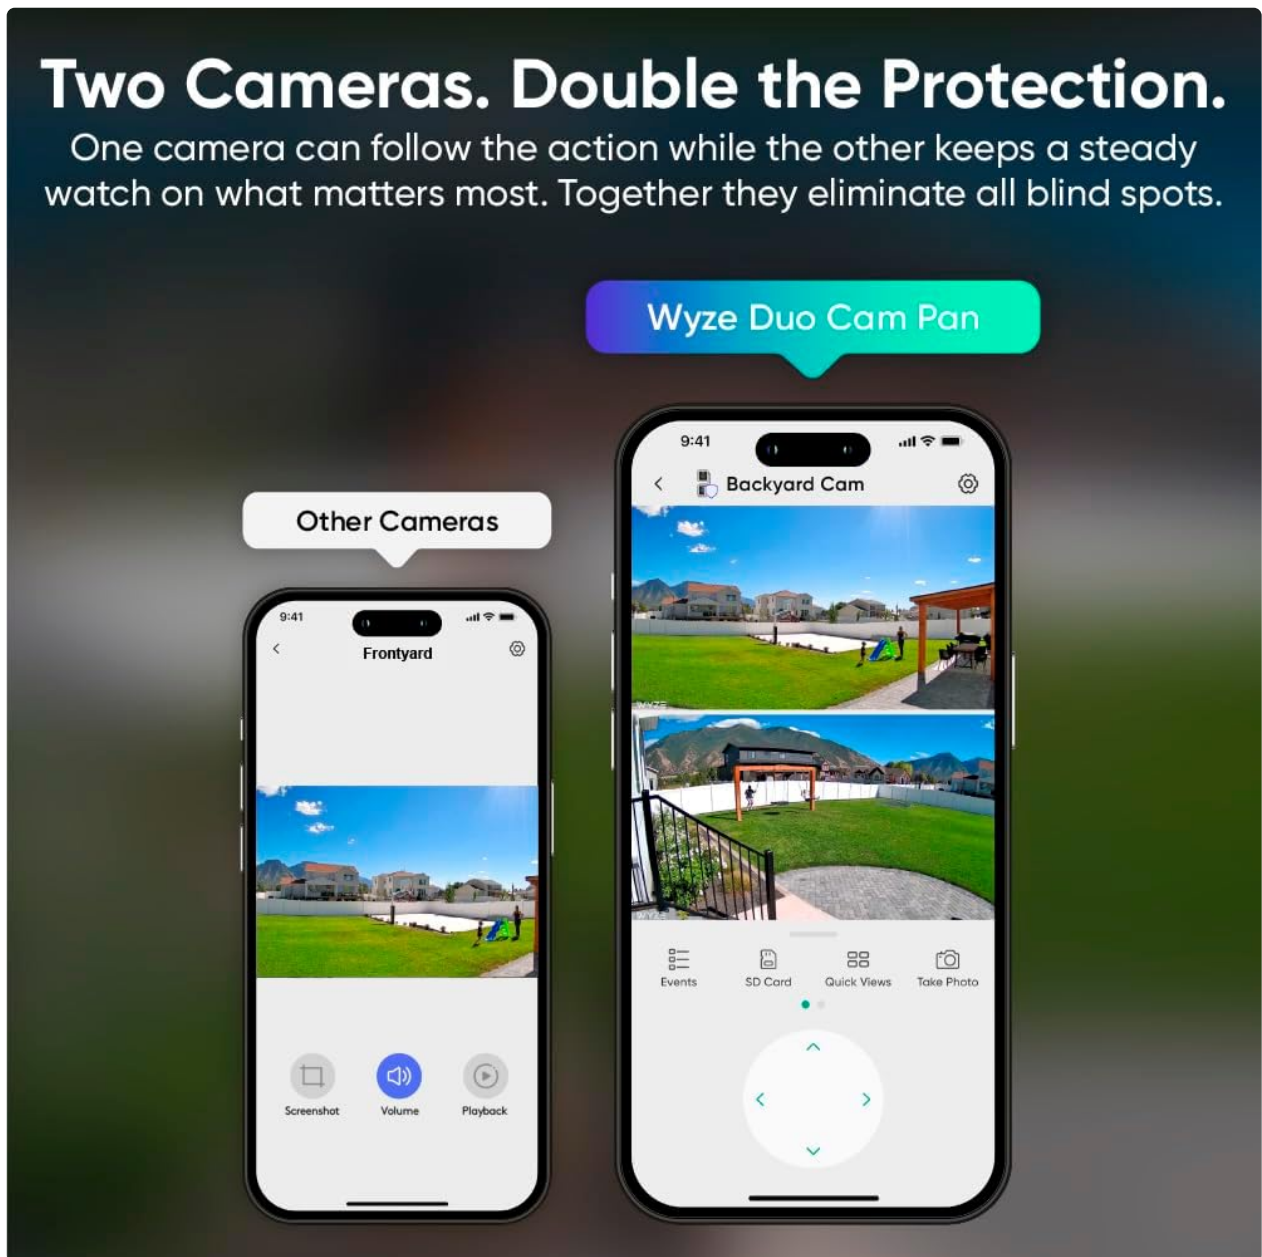 Two Cameras. Double the Protection.
One camera can follow the action while the other keeps a steady
watch on what matters most. Together they eliminate all blind spots.
Wyze Duo Cam Pan
Other Cameras
9:41
Frontyard
Screenshot
Volume
Playback
9:41
Backyard Cam
WYZE
WYZE
Events
SD Card
Quick Views
Take Photo